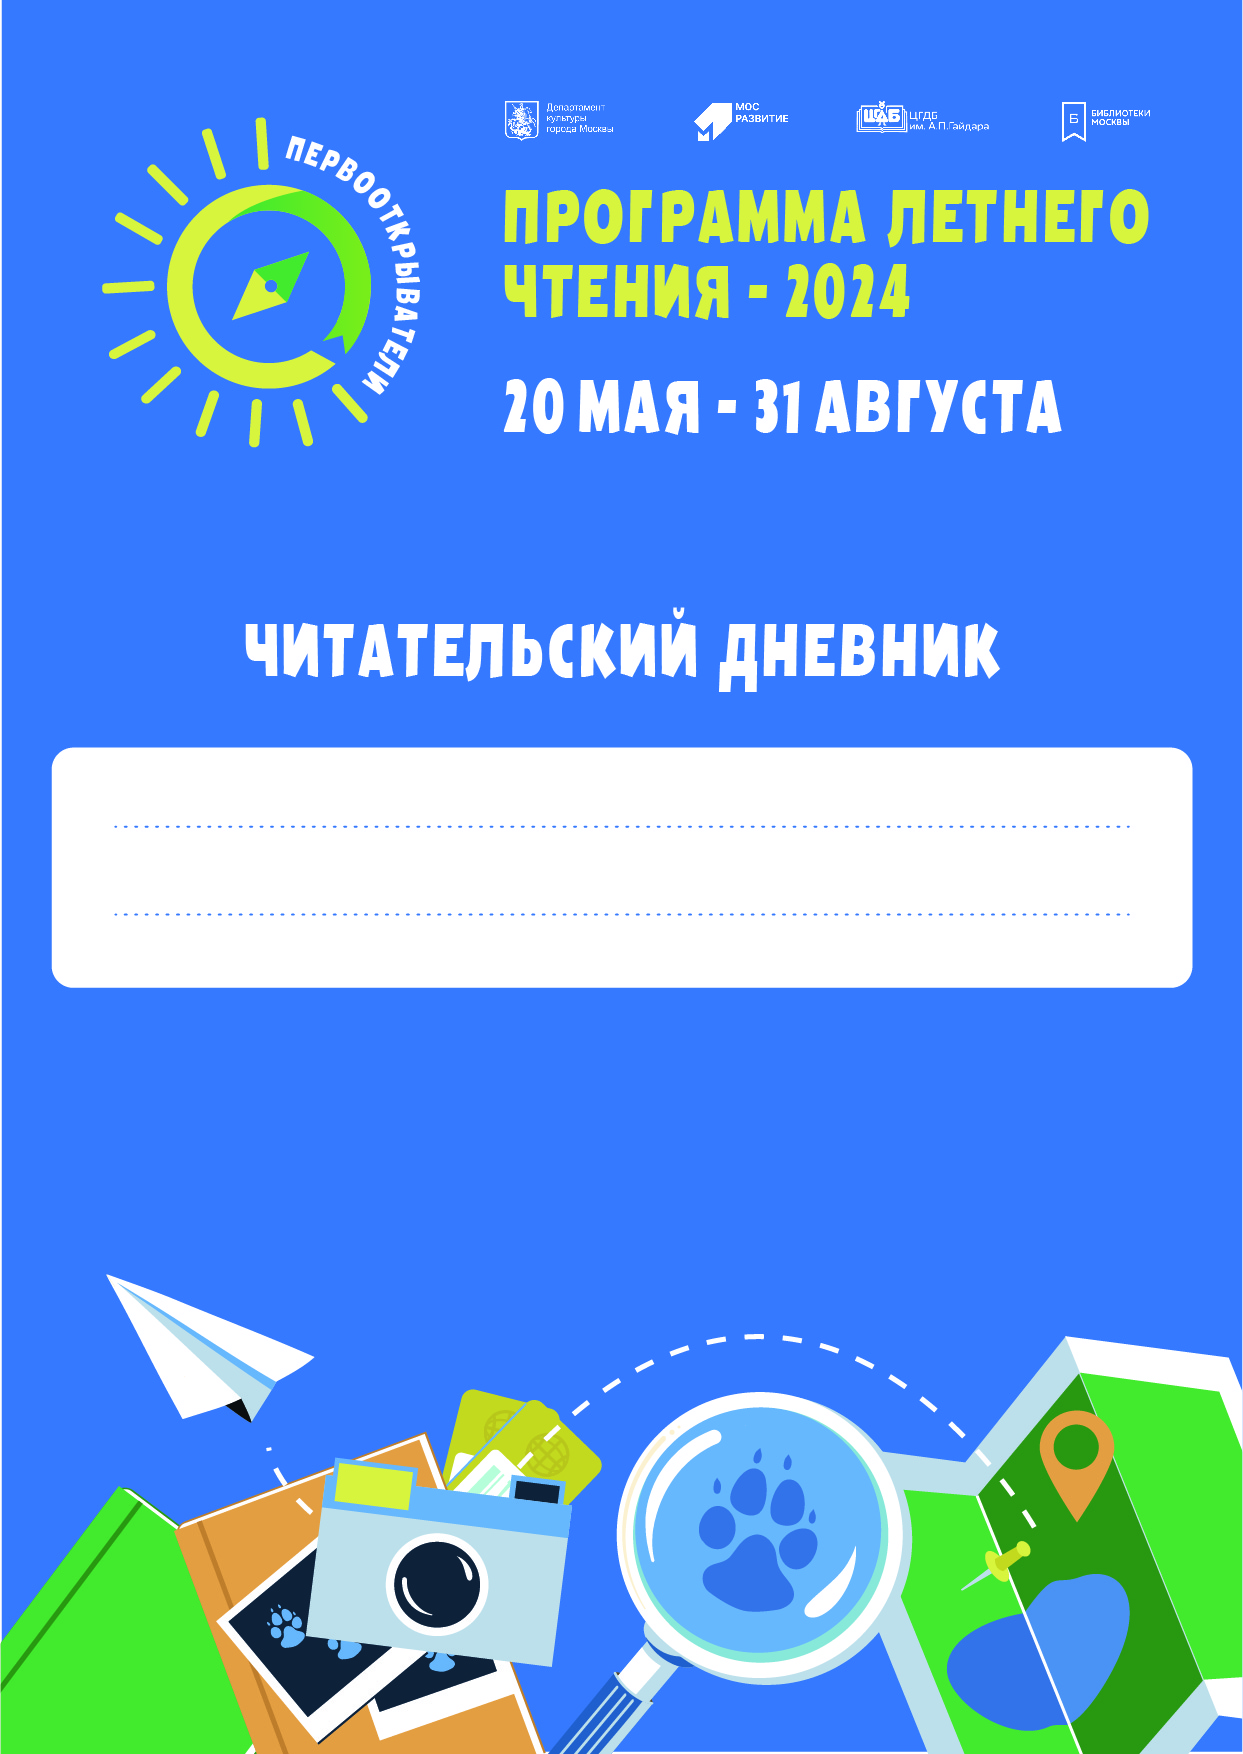 Департамент
культуры
города Москвы
МОС
РАЗВИТИЕ
ЦГДБ
ЦГДБ
им. А.П.Гайдара
Б
БИБЛИОТЕКИ
МОСКВЫ
ПЕРВООТКРЫВАТЕЛИ
ПРОГРАММА ЛЕТНЕГО
ЧТЕНИЯ - 2024
20 МАЯ - 31 АВГУСТА
ЧИТАТЕЛЬСКИЙ ДНЕВНИК